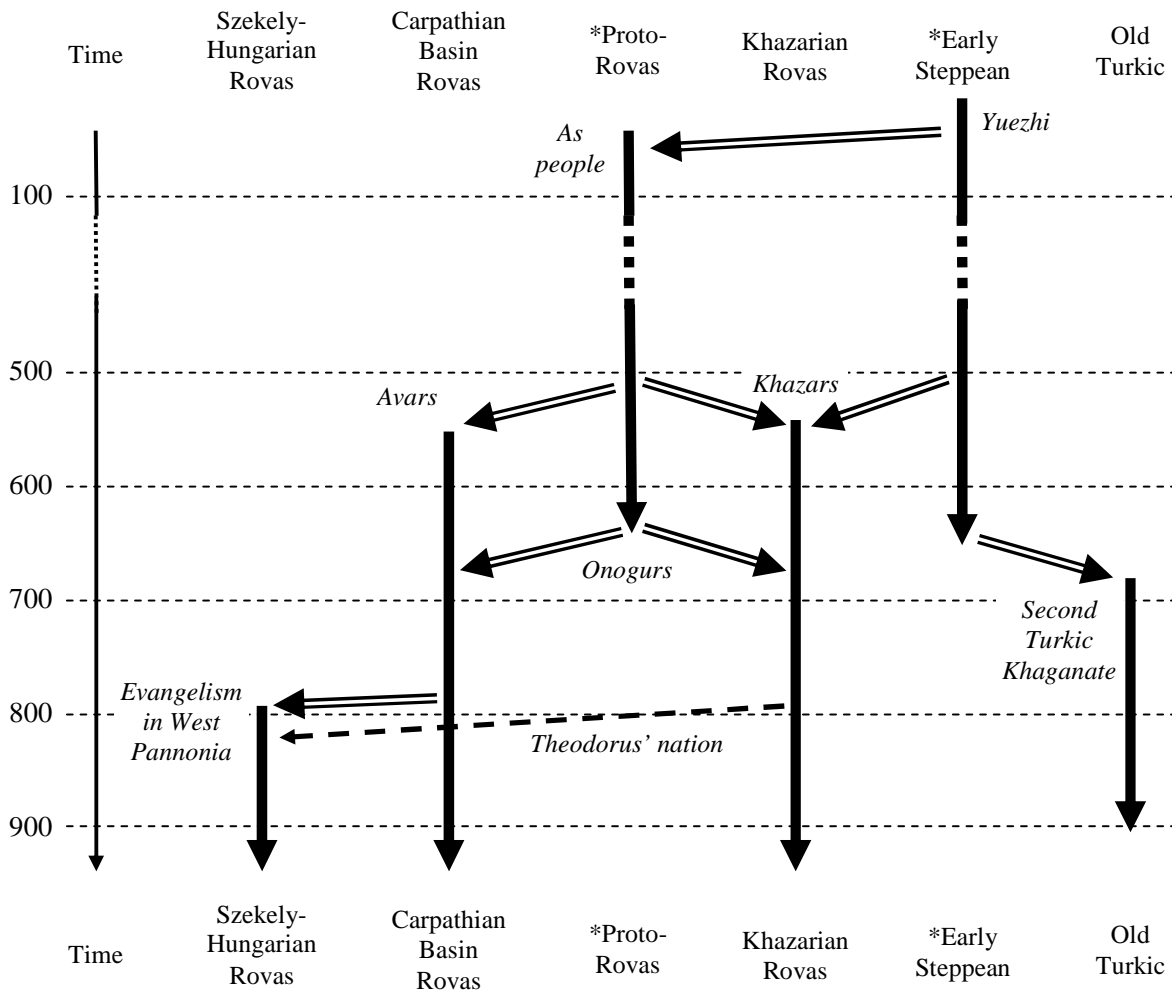 Time
Szekely-
Hungarian
Rovas
Carpathian
Basin
Rovas
*Proto-
Rovas
Khazarian
Rovas
*Early
Steppean
Old
Turkic
As
people
Yuezhi
100
500
Avars
Khazars
600
Onogurs
700
Second
Turkic
Khaganate
Evangelism
in West
Pannonia
800
Theodorus’ nation
900
Time
Szekely-
Hungarian
Rovas
Carpathian
Basin
Rovas
*Proto-
Rovas
Khazarian
Rovas
*Early
Steppean
Old
Turkic